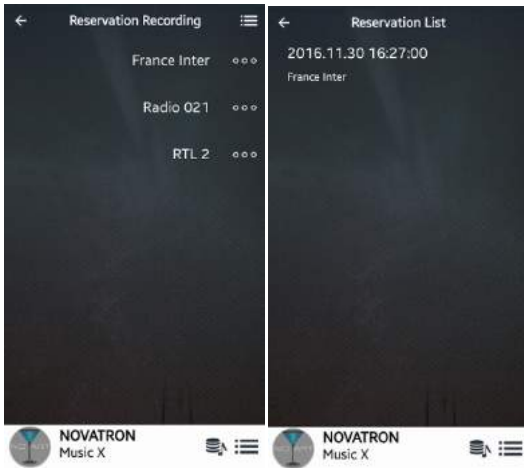 Reservation Recording
France Inter
Radio 021
RTL 2
NOVATRON
Music X
Reservation List
2016.11.30 16:27:00
France Inter
NOVATRON
Music X